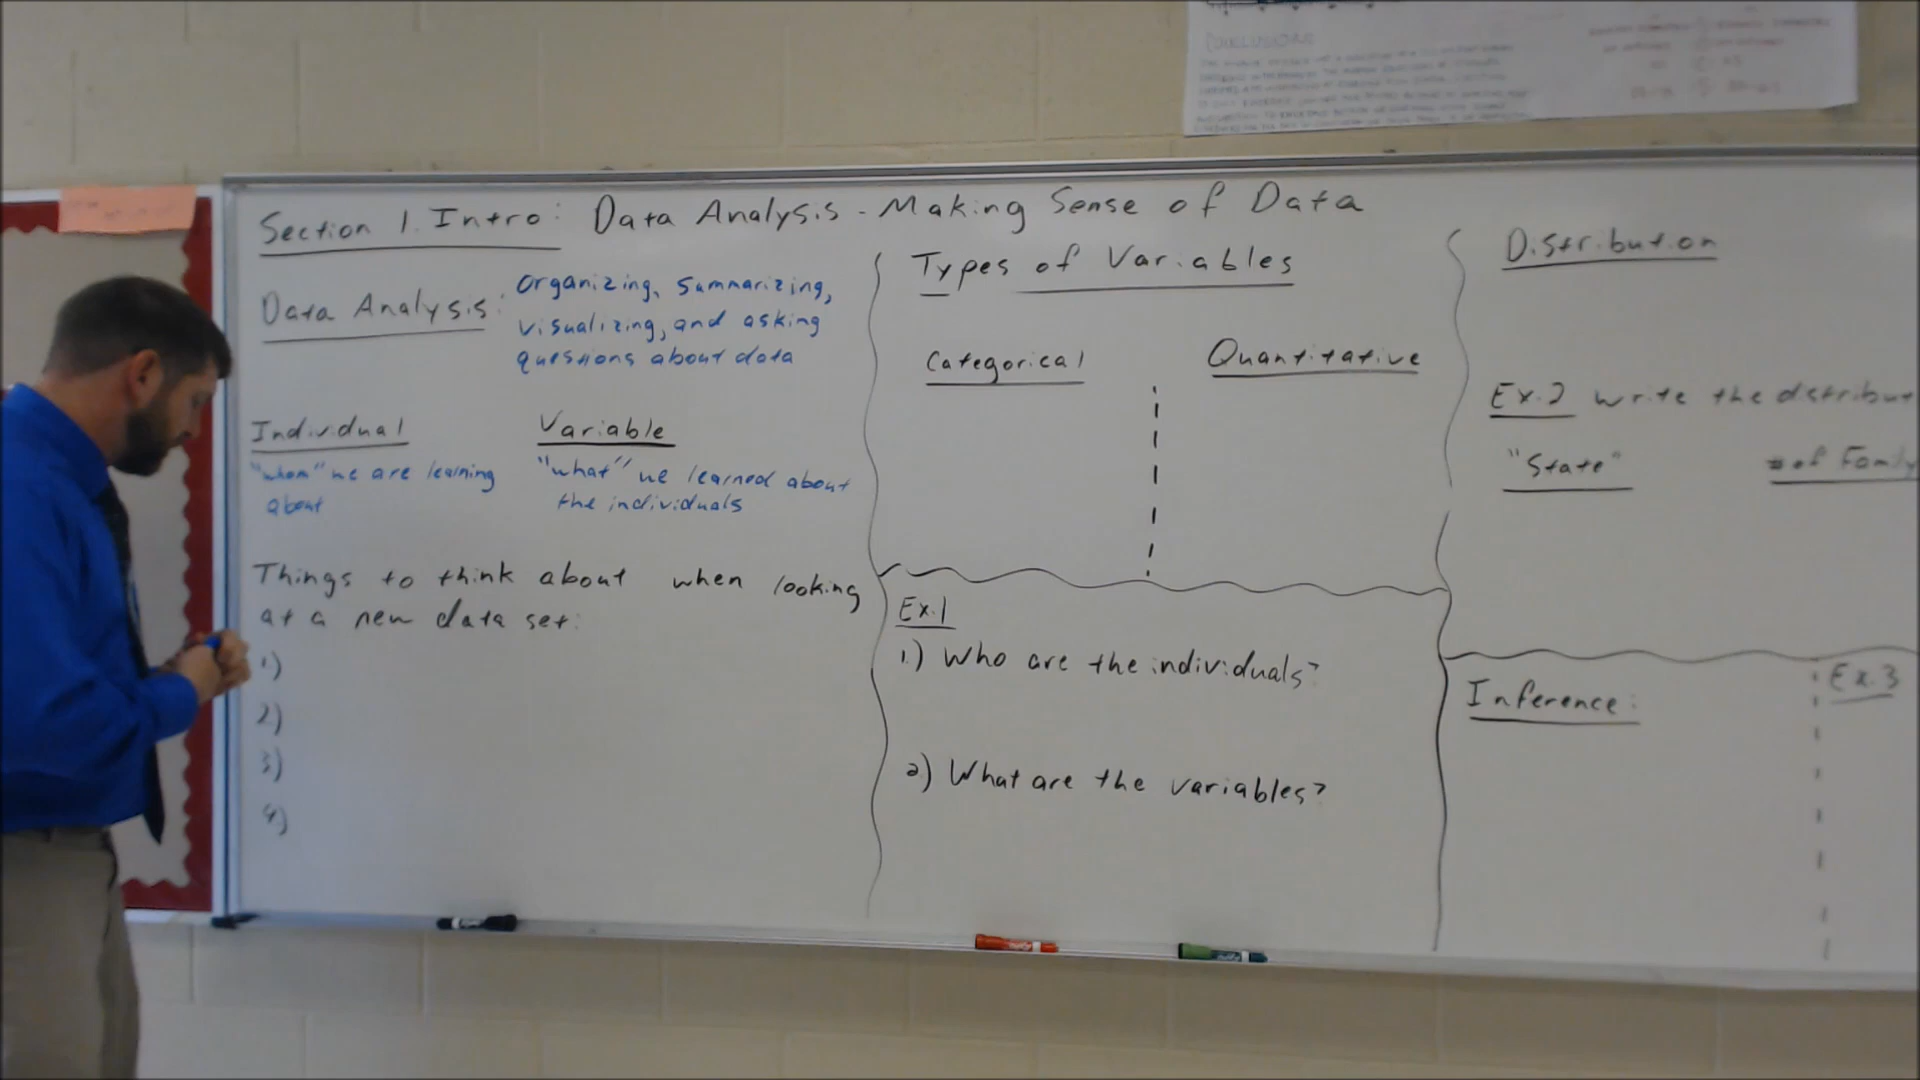 CONCLUSIONS
Section 1. Intro: Data Analysis - Making Sense of Data
Data Analysis: organizing, summarizing,
visualizing, and asking
questions about data
Individual
"whom" we are learning
about
Variable
"what" we learned about
the individuals
Things to think about when looking
at a new data set:
1)
2)
3)
4)
Types of Variables
Categorical
Quantitative
Ex.1
1.) Who are the individuals?
2) What are the variables?
Distribution
Ex.2 write the distribut
"State"
# of Family
Inference:
Ex.3